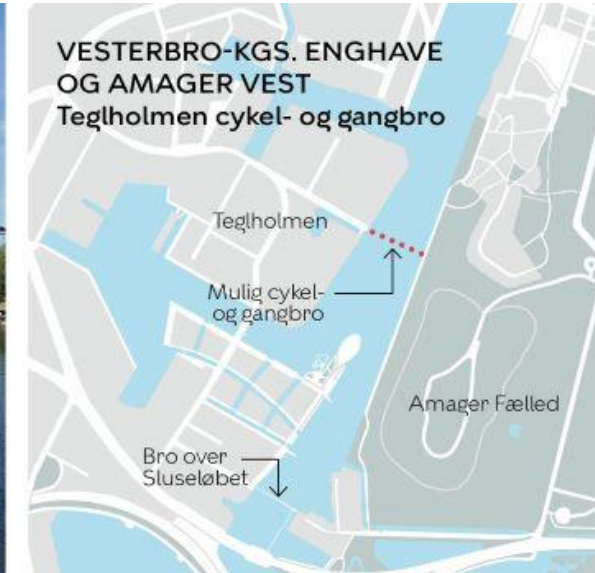 VESTERBRO-KGS. ENGHAVE
OG AMAGER VEST
Teglholmen cykel- og gangbro
Teglholmen
Mulig cykel-
og gangbro
Amager Fælled
Bro over
Sluseløbet